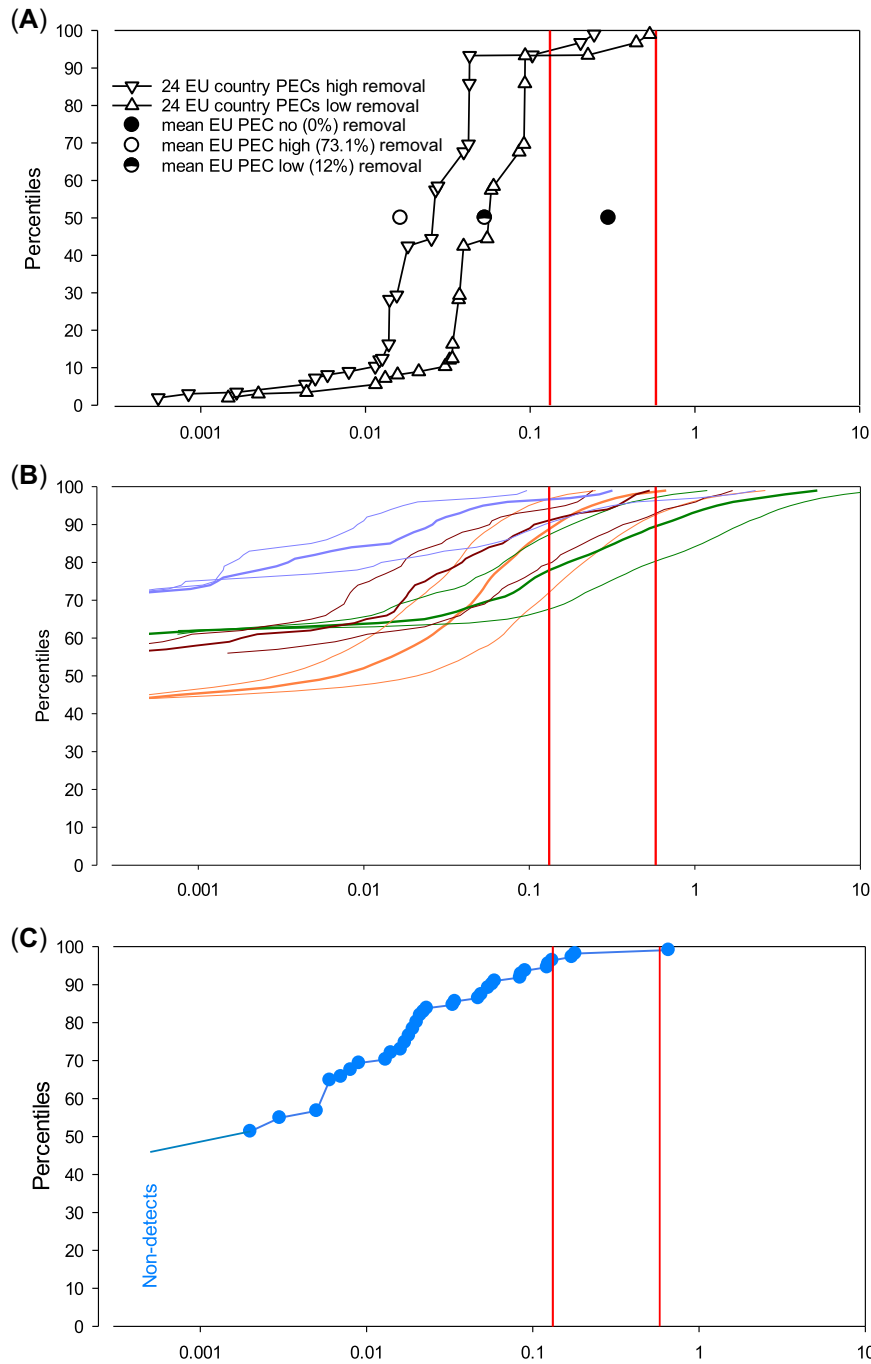 (A)
100
90
80
70
60
50
40
30
20
10
0
Percentiles
24 EU country PECs high removal
24 EU country PECs low removal
mean EU PEC no (0%) removal
mean EU PEC high (73.1%) removal
mean EU PEC low (12%) removal
0.001 0.01 0.1 1 10
(B)
100
90
80
70
60
50
40
30
20
10
0
Percentiles
0.001 0.01 0.1 1 10
(C)
100
90
80
70
60
50
40
30
20
10
0
Percentiles
Non-detects
0.001 0.01 0.1 1 10